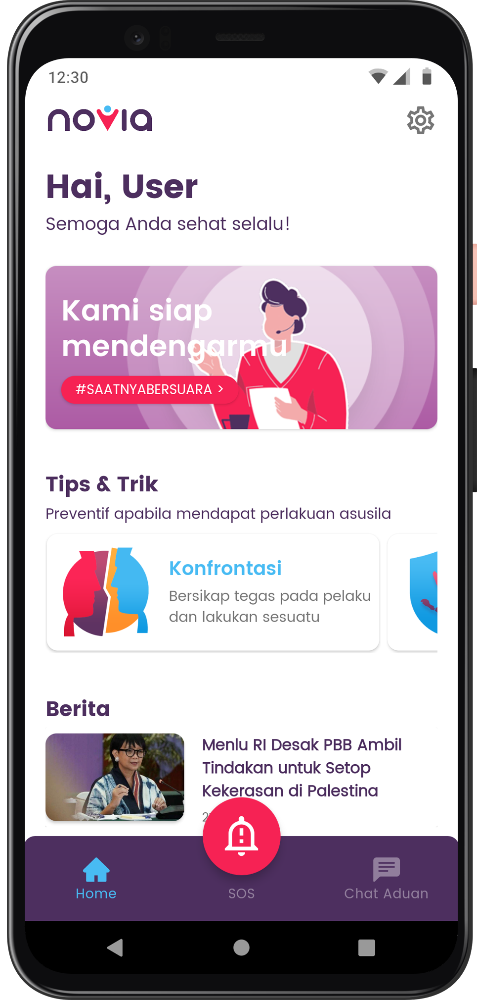 12:30
novia
Hai, User
Semoga Anda sehat selalu!
Kami siap
mendengarmu
#SAATNYABERSUARA >
Tips & Trik
Preventif apabila mendapat perlakuan asusila
Konfrontasi
Bersikap tegas pada pelaku
dan lakukan sesuatu
Berita
Menlu RI Desak PBB Ambil
Tindakan untuk Setop
Kekerasan di Palestina
Home
SOS
Chat Aduan